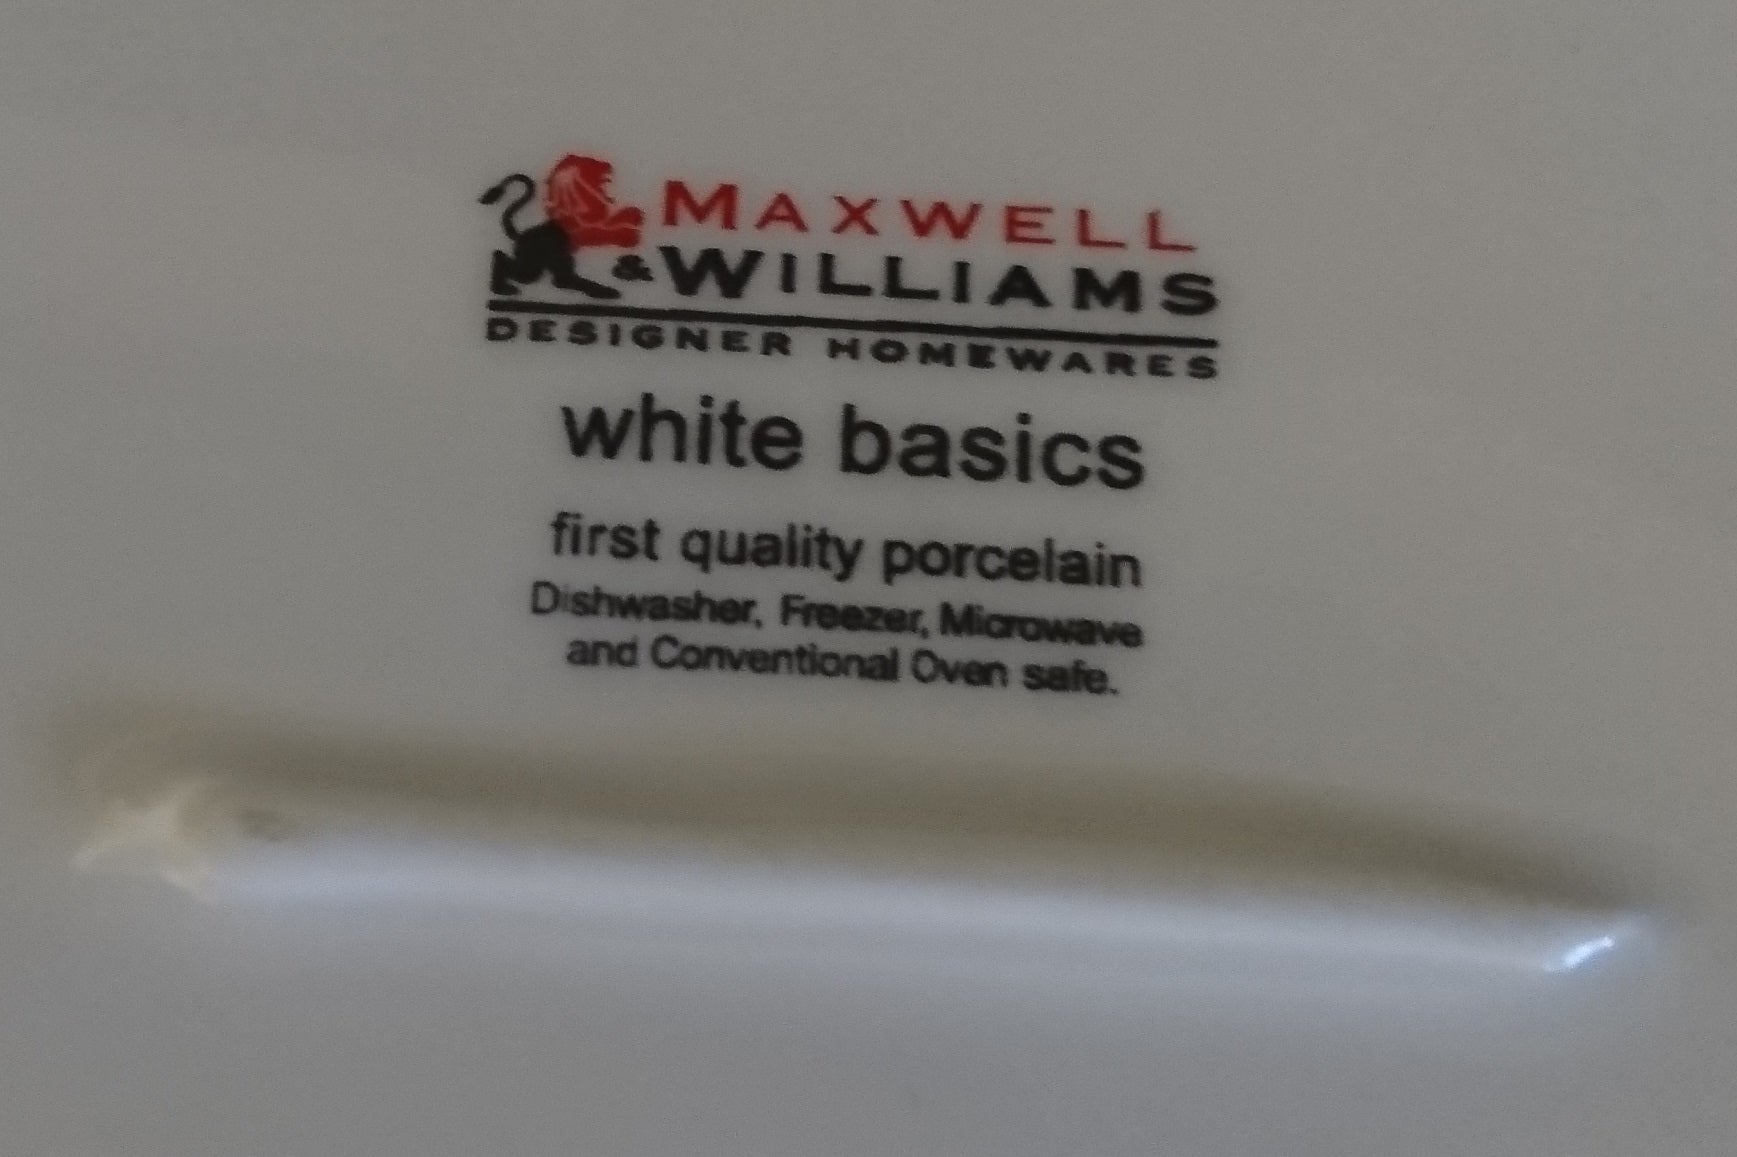 MAXWELL
& WILLIAMS
DESIGNER HOMEWARES
white basics
first quality porcelain
Dishwasher, Freezer, Microwave
and Conventional Oven safe.